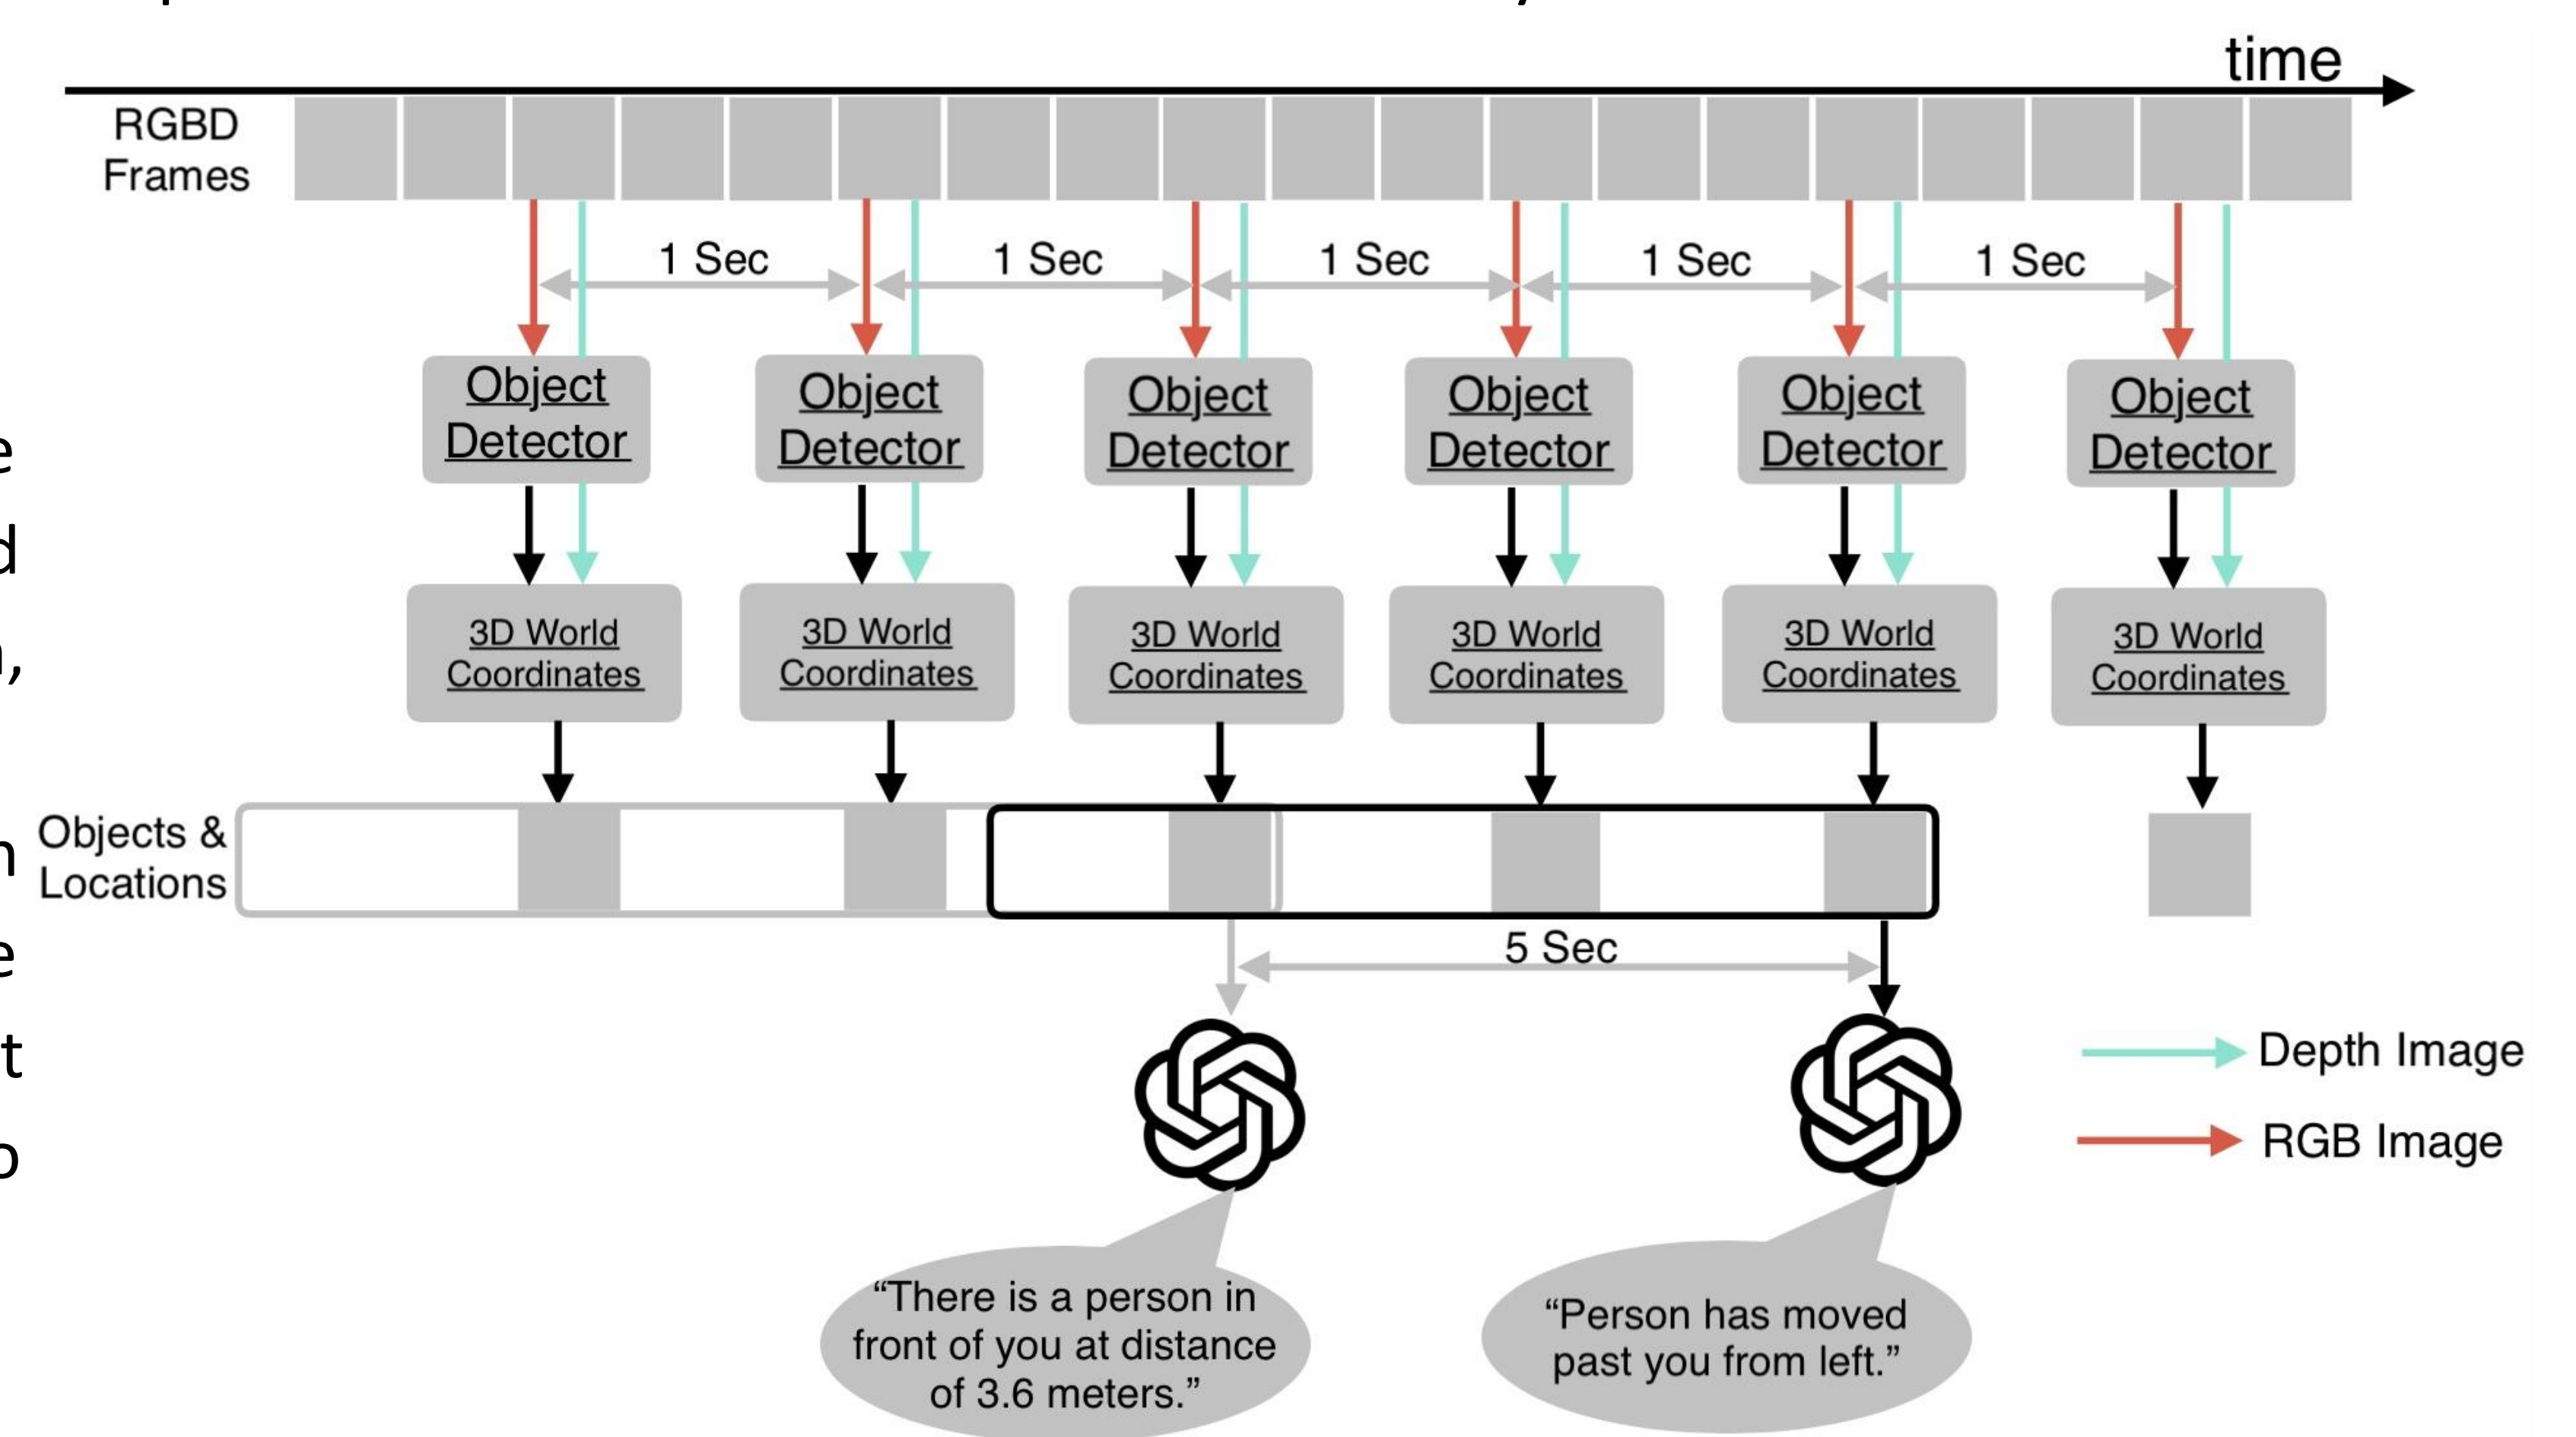 time
RGBD
Frames
1 Sec
1 Sec
1 Sec
1 Sec
1 Sec
Object
Detector
Object
Detector
Object
Detector
Object
Detector
Object
Detector
Object
Detector
3D World
Coordinates
3D World
Coordinates
3D World
Coordinates
3D World
Coordinates
3D World
Coordinates
3D World
Coordinates
Objects &
Locations
5 Sec
Depth Image
RGB Image
“There is a person in
front of you at distance
of 3.6 meters.”
“Person has moved
past you from left.”